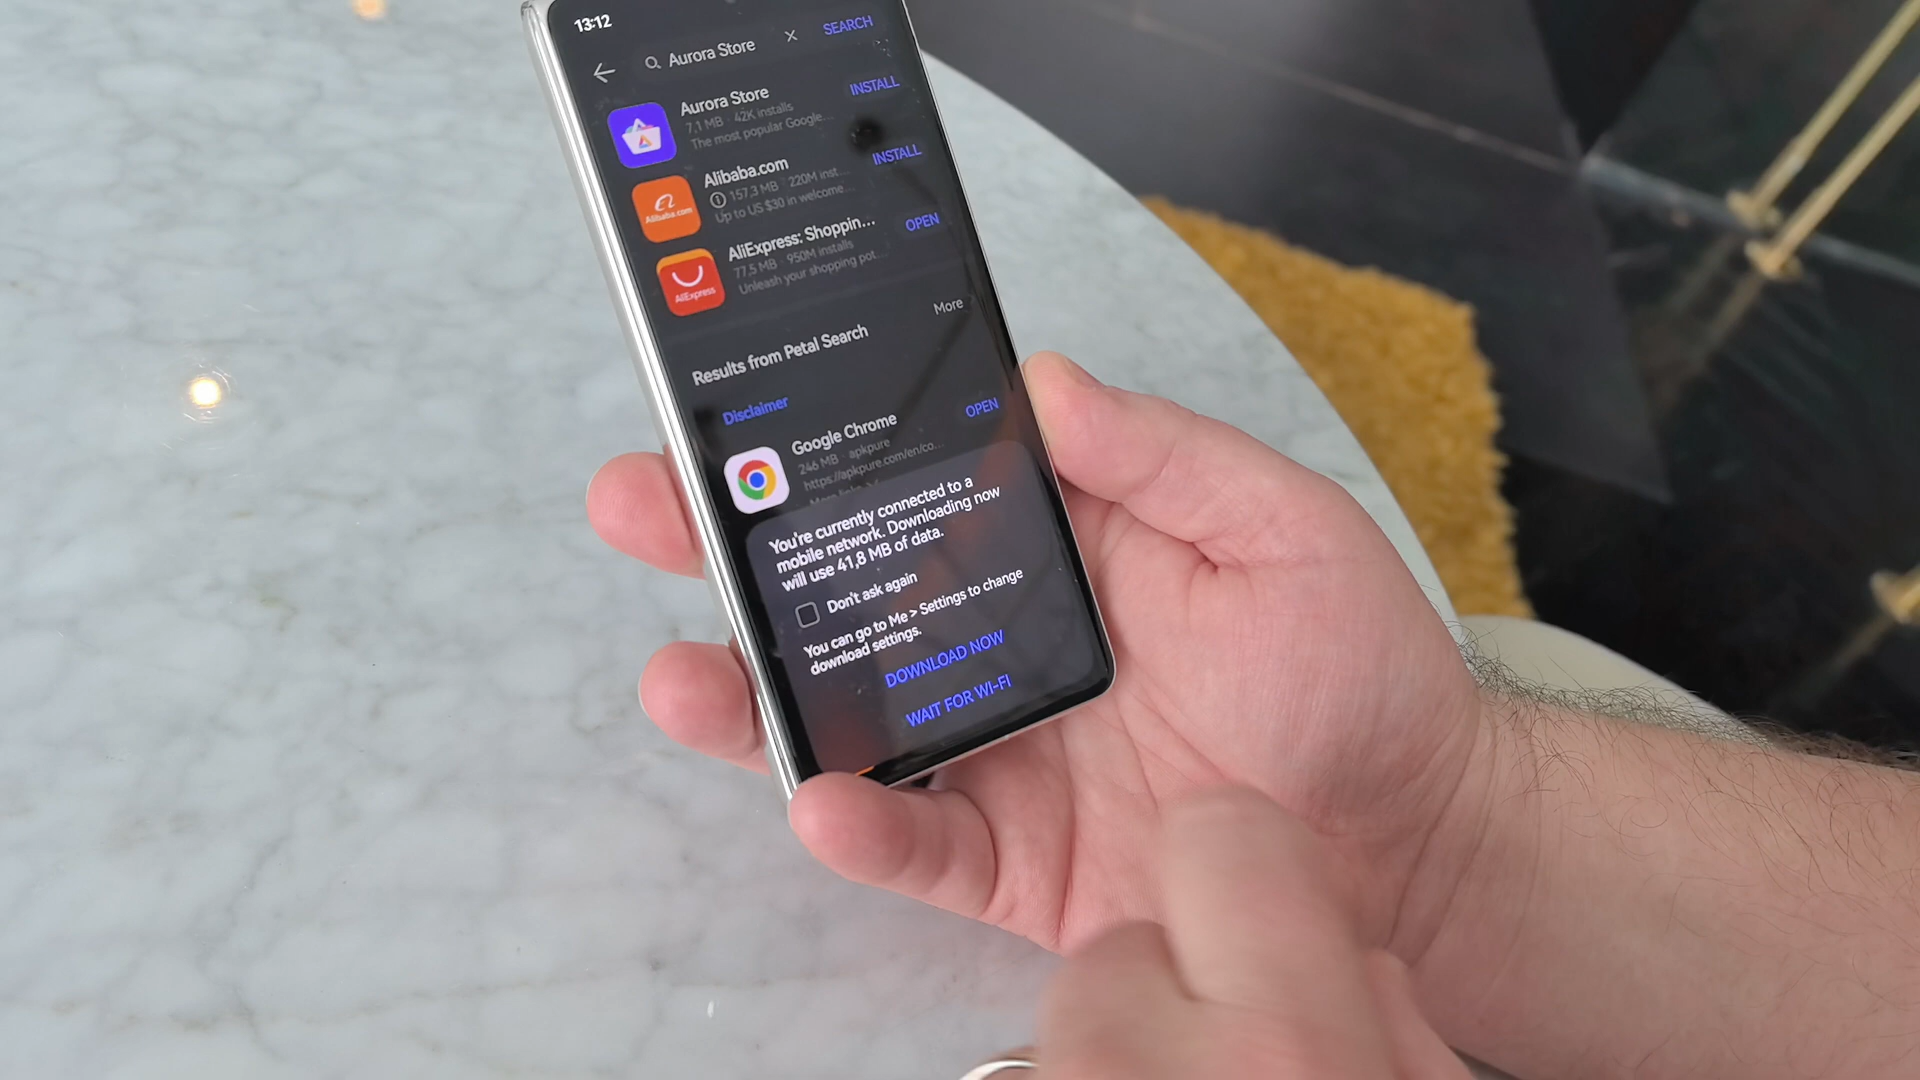 13:12
Aurora Store
SEARCH
Aurora Store
7,1 MB · 42K installs
The most popular Google...
INSTALL
Alibaba.com
Alibaba.com
157,3 MB · 220M inst...
Up to US $30 in welcome...
INSTALL
AliExpress
AliExpress: Shoppin...
77,5 MB · 950M installs
Unleash your shopping pot...
OPEN
Results from Petal Search
More
Disclaimer
Google Chrome
246 MB · apkpure
https://apkpure.com/en/co...
OPEN
You're currently connected to a
mobile network. Downloading now
will use 41,8 MB of data.
Don't ask again
You can go to Me > Settings to change
download settings.
DOWNLOAD NOW
WAIT FOR WI-FI